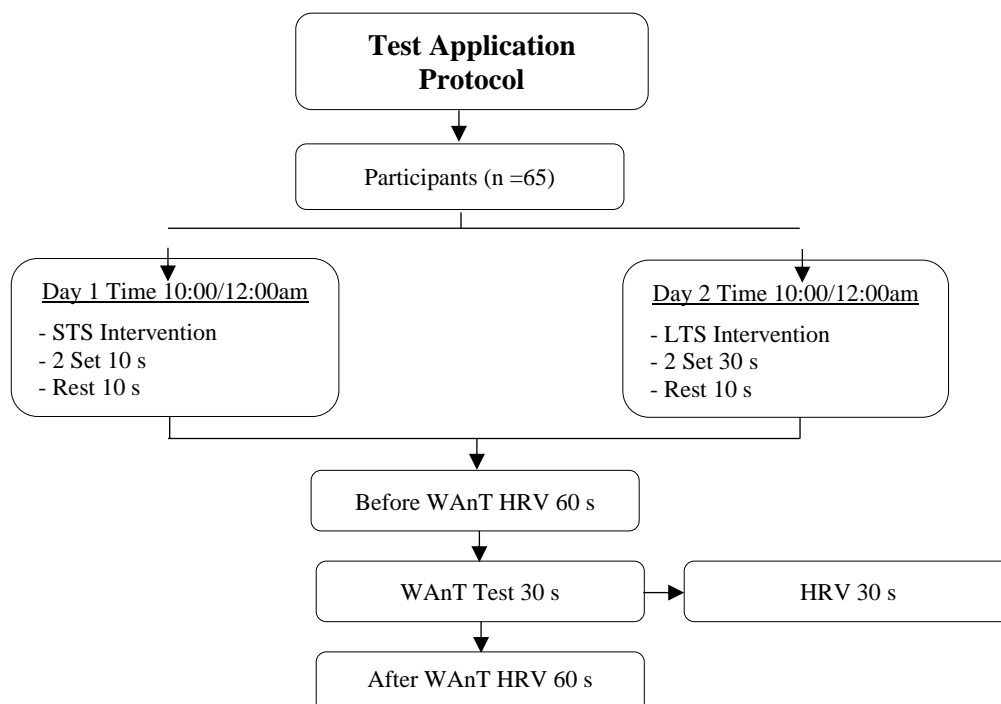 Test Application
Protocol
Participants (n =65)
Day 1 Time 10:00/12:00am
- STS Intervention
- 2 Set 10 s
- Rest 10 s
Day 2 Time 10:00/12:00am
- LTS Intervention
- 2 Set 30 s
- Rest 10 s
Before WAnT HRV 60 s
WAnT Test 30 s
HRV 30 s
After WAnT HRV 60 s